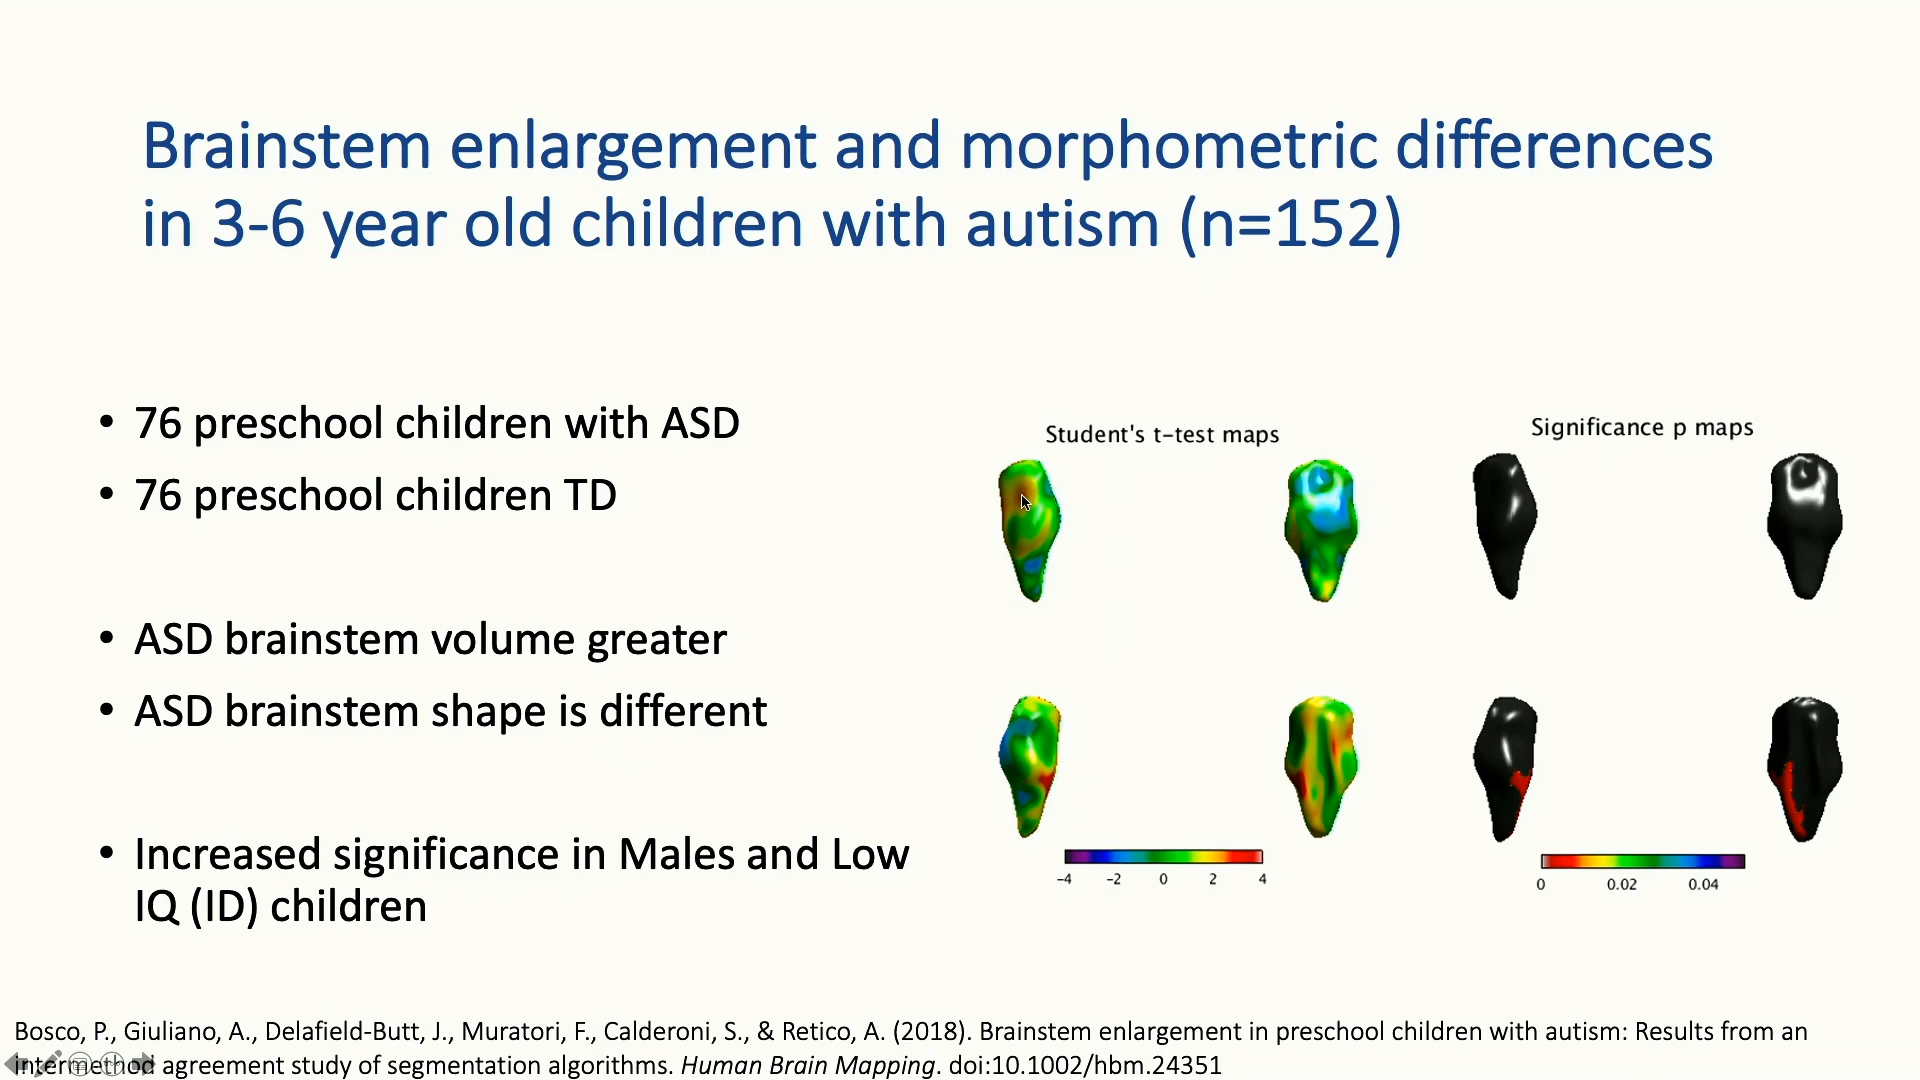 Brainstem enlargement and morphometric differences
in 3-6 year old children with autism (n=152)
• 76 preschool children with ASD
• 76 preschool children TD
• ASD brainstem volume greater
• ASD brainstem shape is different
• Increased significance in Males and Low
IQ (ID) children
Student's t-test maps
Significance p maps
-4 -2 0 2 4
0 0.02 0.04
Bosco, P., Giuliano, A., Delafield-Butt, J., Muratori, F., Calderoni, S., & Retico, A. (2018). Brainstem enlargement in preschool children with autism: Results from an
intermethod agreement study of segmentation algorithms. Human Brain Mapping. doi:10.1002/hbm.24351